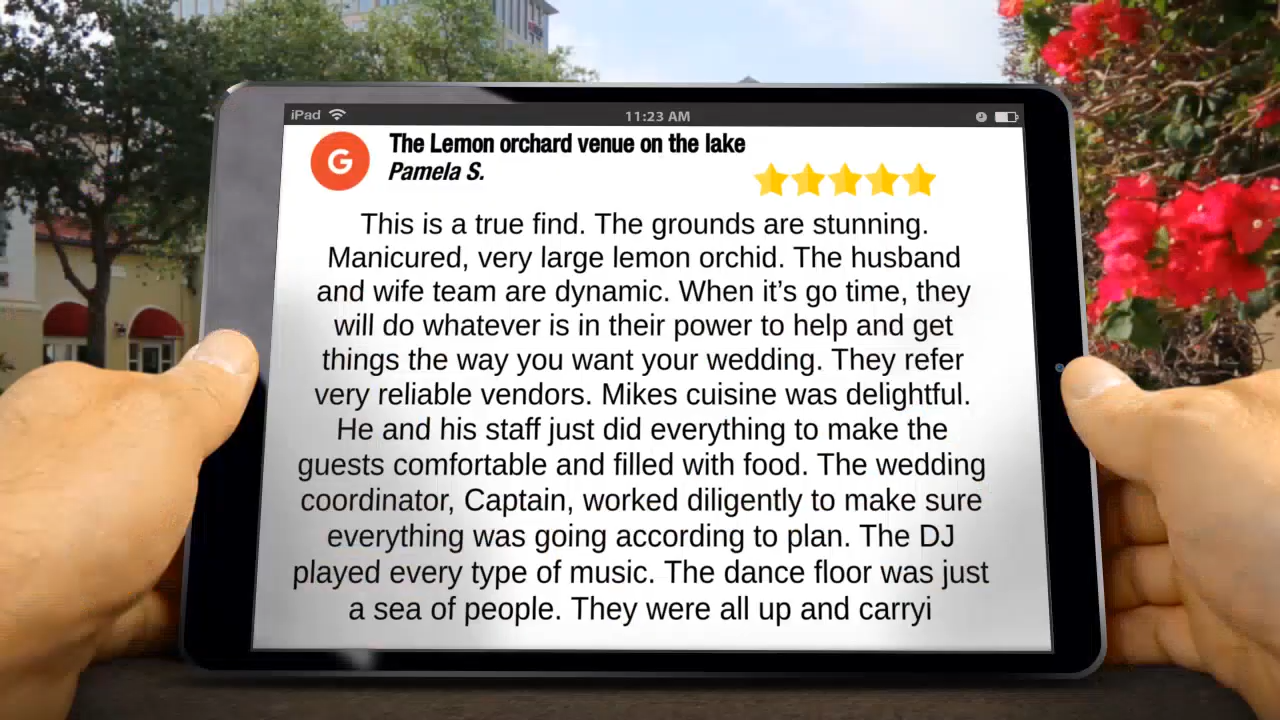 iPad
11:23 AM
G
The Lemon orchard venue on the lake
Pamela S.
This is a true find. The grounds are stunning.
Manicured, very large lemon orchid. The husband
and wife team are dynamic. When it’s go time, they
will do whatever is in their power to help and get
things the way you want your wedding. They refer
very reliable vendors. Mikes cuisine was delightful.
He and his staff just did everything to make the
guests comfortable and filled with food. The wedding
coordinator, Captain, worked diligently to make sure
everything was going according to plan. The DJ
played every type of music. The dance floor was just
a sea of people. They were all up and carryi